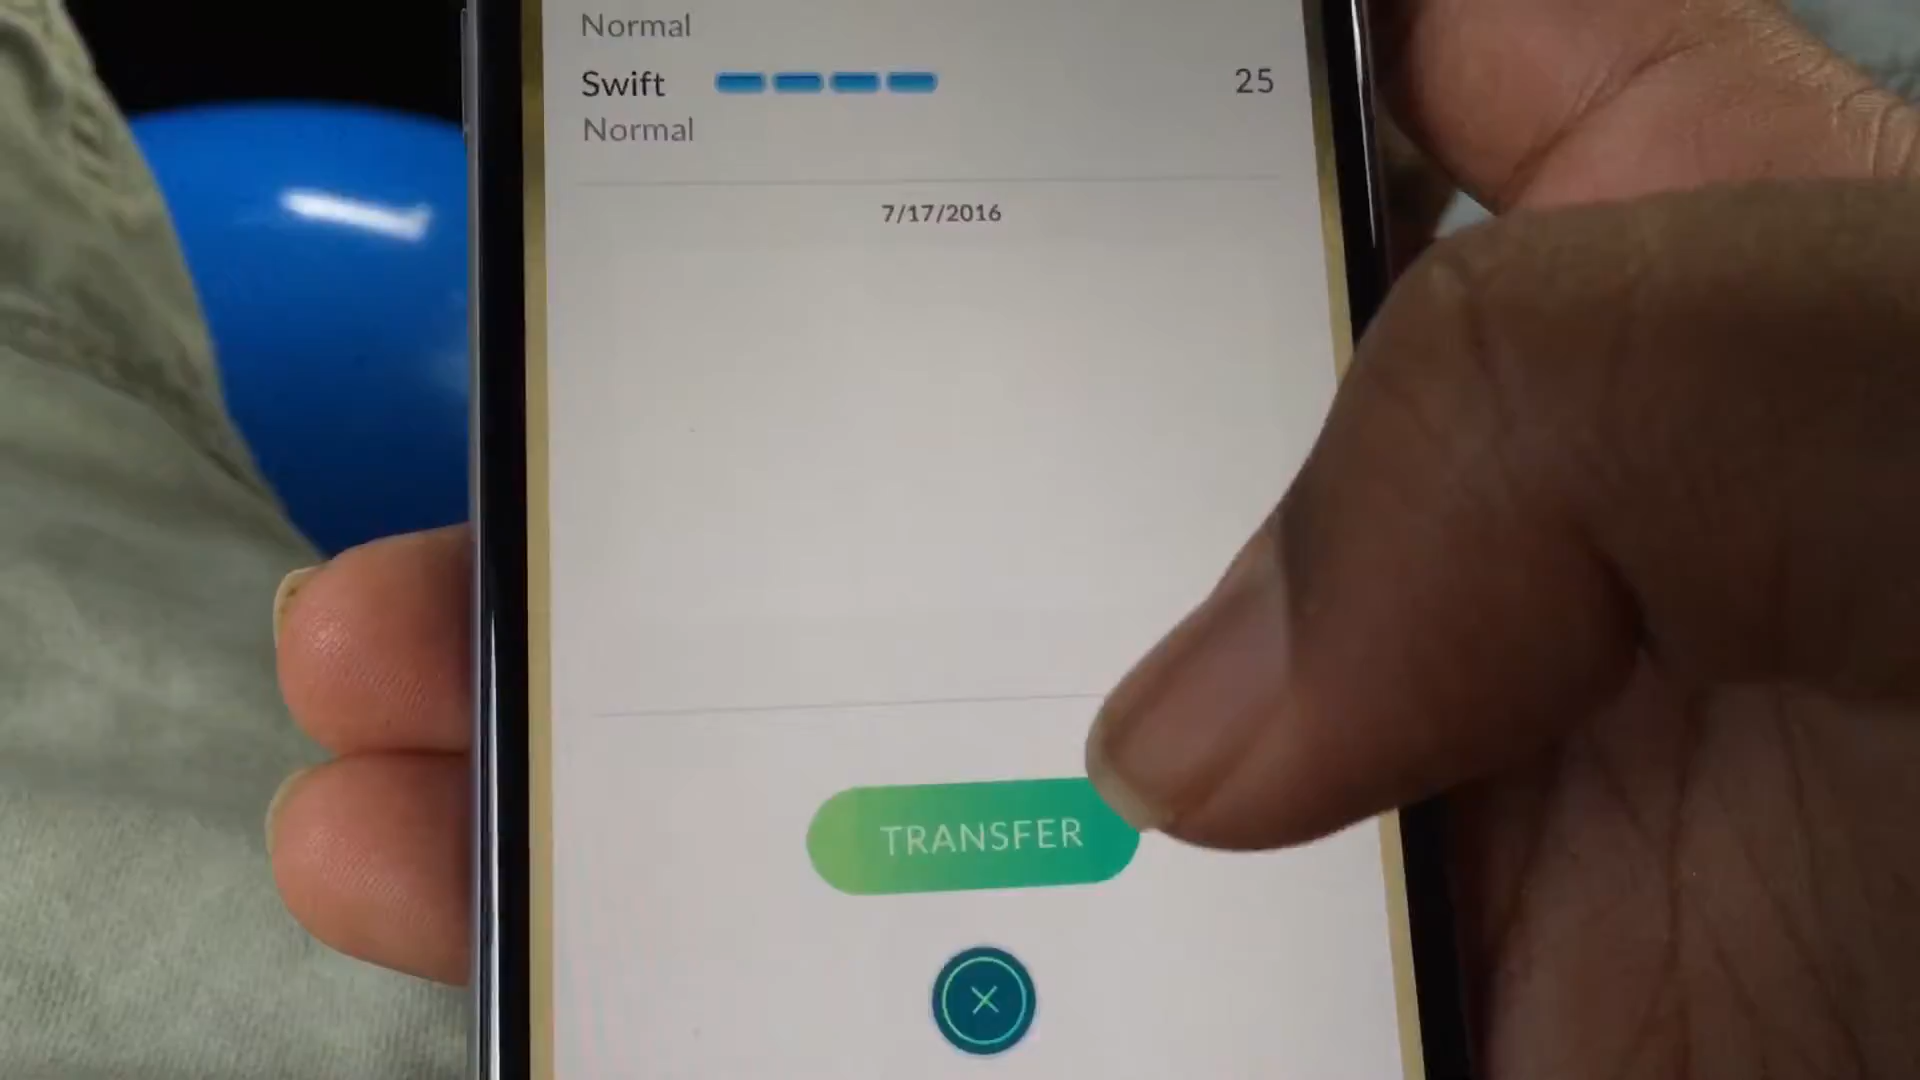 Normal
Swift 25
Normal
7/17/2016
TRANSFER